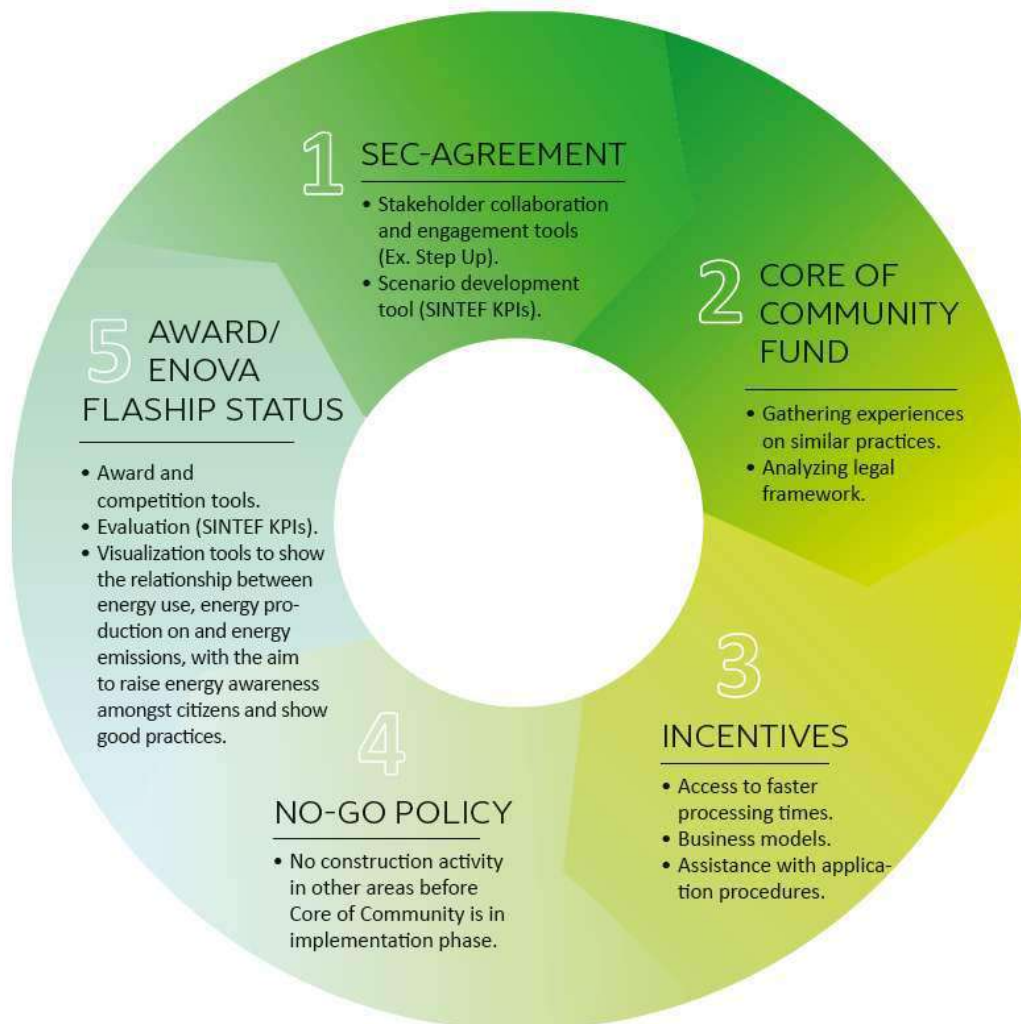 1 SEC-AGREEMENT
• Stakeholder collaboration
and engagement tools
(Ex. Step Up).
• Scenario development
tool (SINTEF KPIs).
2 CORE OF
COMMUNITY
FUND
• Gathering experiences
on similar practices.
• Analyzing legal
framework.
3
INCENTIVES
• Access to faster
processing times.
• Business models.
• Assistance with applica-
tion procedures.
4
NO-GO POLICY
• No construction activity
in other areas before
Core of Community is in
implementation phase.
5 AWARD/
ENOVA
FLASHIP STATUS
• Award and
competition tools.
• Evaluation (SINTEF KPIs).
• Visualization tools to show
the relationship between
energy use, energy pro-
duction on and energy
emissions, with the aim
to raise energy awareness
amongst citizens and show
good practices.